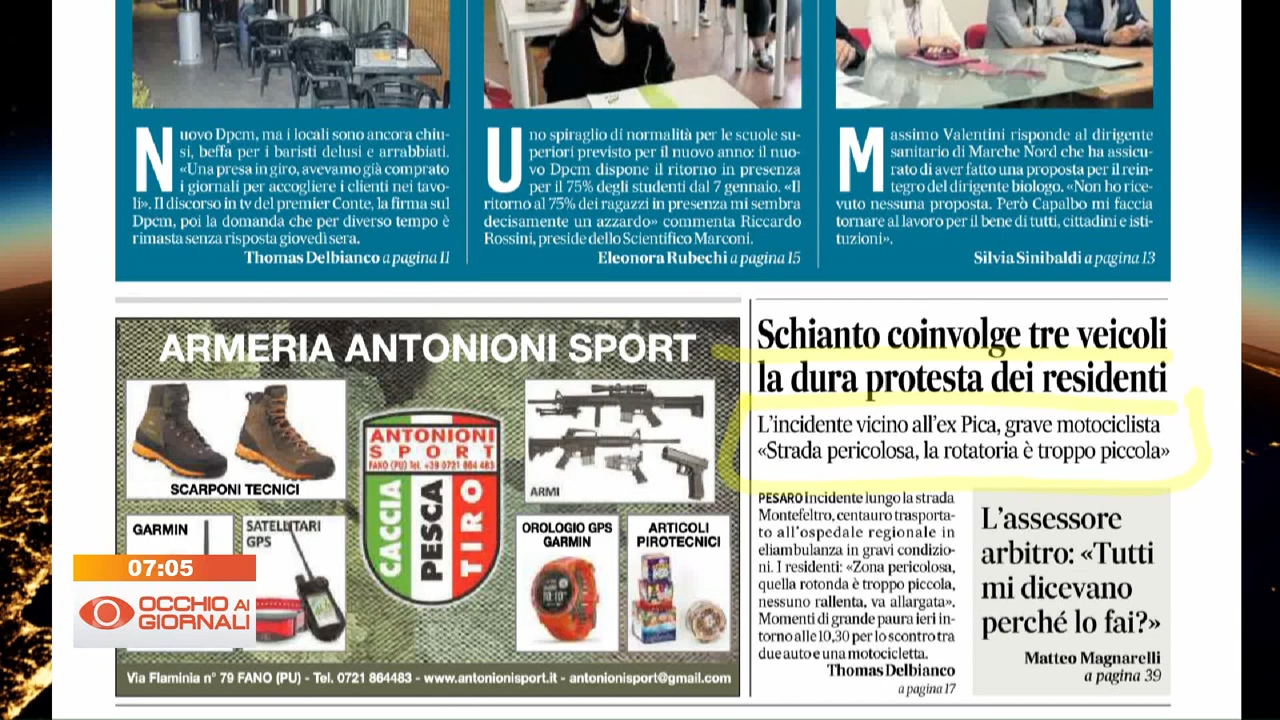 Nuovo Dpcm, ma i locali sono ancora chiu-
si, beffa per i baristi delusi e arrabbiati.
«Una presa in giro, avevamo già comprato
i giornali per accogliere i clienti nei tavo-
li». Il discorso in tv del premier Conte, la firma sul
Dpcm, poi la domanda che per diverso tempo è
rimasta senza risposta giovedì sera.
Thomas Delbianco a pagina 11
Uno spiraglio di normalità per le scuole su-
periori previsto per il nuovo anno: il nuo-
vo Dpcm dispone il ritorno in presenza
per il 75% degli studenti dal 7 gennaio. «Il
ritorno al 75% dei ragazzi in presenza mi sembra
decisamente un azzardo» commenta Riccardo
Rossini, preside dello Scientifico Marconi.
Eleonora Rubechi a pagina 15
Massimo Valentini risponde al dirigente
sanitario di Marche Nord che ha assicu-
rato di aver fatto una proposta per il rein-
tegro del dirigente biologo. «Non ho rice-
vuto nessuna proposta. Però Capalbo mi faccia
tornare al lavoro per il bene di tutti, cittadini e isti-
tuzioni».
Silvia Sinibaldi a pagina 13
ARMERIA ANTONIONI SPORT
SCARPONI TECNICI
ANTONIONI
SPORT
FANO (PU) Tel. +39 0721 864 483
CACCIA
PESCA
TIRO
ARMI
GARMIN
SATELLITARI
GPS
OROLOGIO GPS
GARMIN
ARTICOLI
PIROTECNICI
Via Flaminia n° 79 FANO (PU) - Tel. 0721 864483 - www.antonionisport.it - antonionisport@gmail.com
Schianto coinvolge tre veicoli
la dura protesta dei residenti
L'incidente vicino all'ex Pica, grave motociclista
«Strada pericolosa, la rotatoria è troppo piccola»
PESARO Incidente lungo la strada
Montefeltro, centauro trasporta-
to all'ospedale regionale in
eliambulanza in gravi condizio-
ni. I residenti: «Zona pericolosa,
quella rotonda è troppo piccola,
nessuno rallenta, va allargata».
Momenti di grande paura ieri in-
torno alle 10,30 per lo scontro tra
due auto e una motocicletta.
Thomas Delbianco
a pagina 17
L'assessore
arbitro: «Tutti
mi dicevano
perché lo fai?»
Matteo Magnarelli
a pagina 39
07:05
OCCHIO AI
GIORNALI